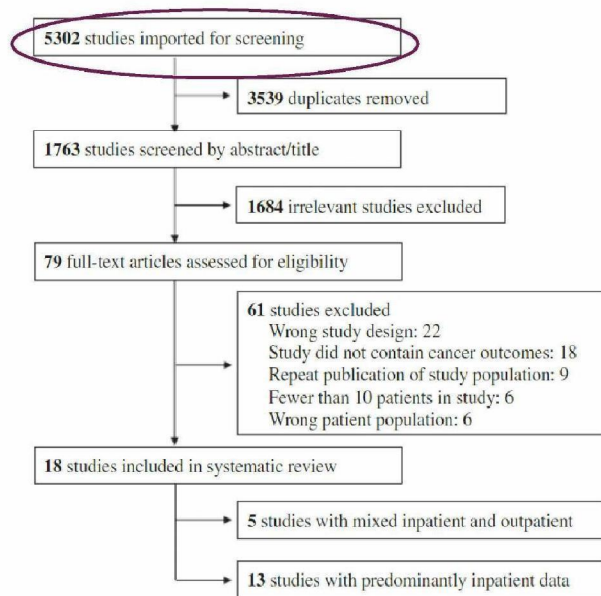 5302 studies imported for screening
3539 duplicates removed
1763 studies screened by abstract/title
1684 irrelevant studies excluded
79 full-text articles assessed for eligibility
61 studies excluded
Wrong study design: 22
Study did not contain cancer outcomes: 18
Repeat publication of study population: 9
Fewer than 10 patients in study: 6
Wrong patient population: 6
18 studies included in systematic review
5 studies with mixed inpatient and outpatient
13 studies with predominantly inpatient data